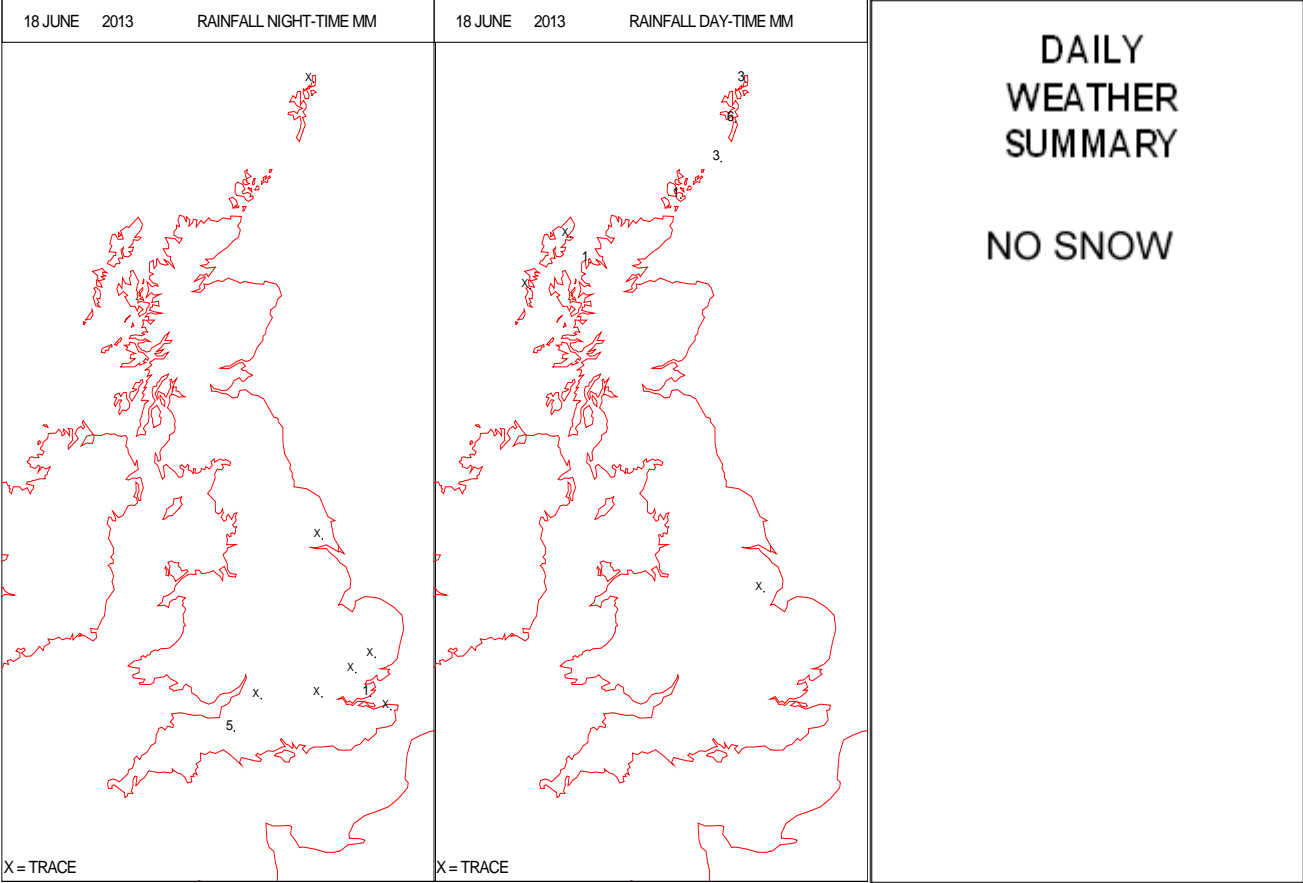 18 JUNE 2013 RAINFALL NIGHT-TIME MM
x
x.
x.
x.
x. x. 1.
x.
5.
X = TRACE
18 JUNE 2013 RAINFALL DAY-TIME MM
3.
6.
3.
1.
x.
1.
x.
x.
X = TRACE
DAILY
WEATHER
SUMMARY
NO SNOW